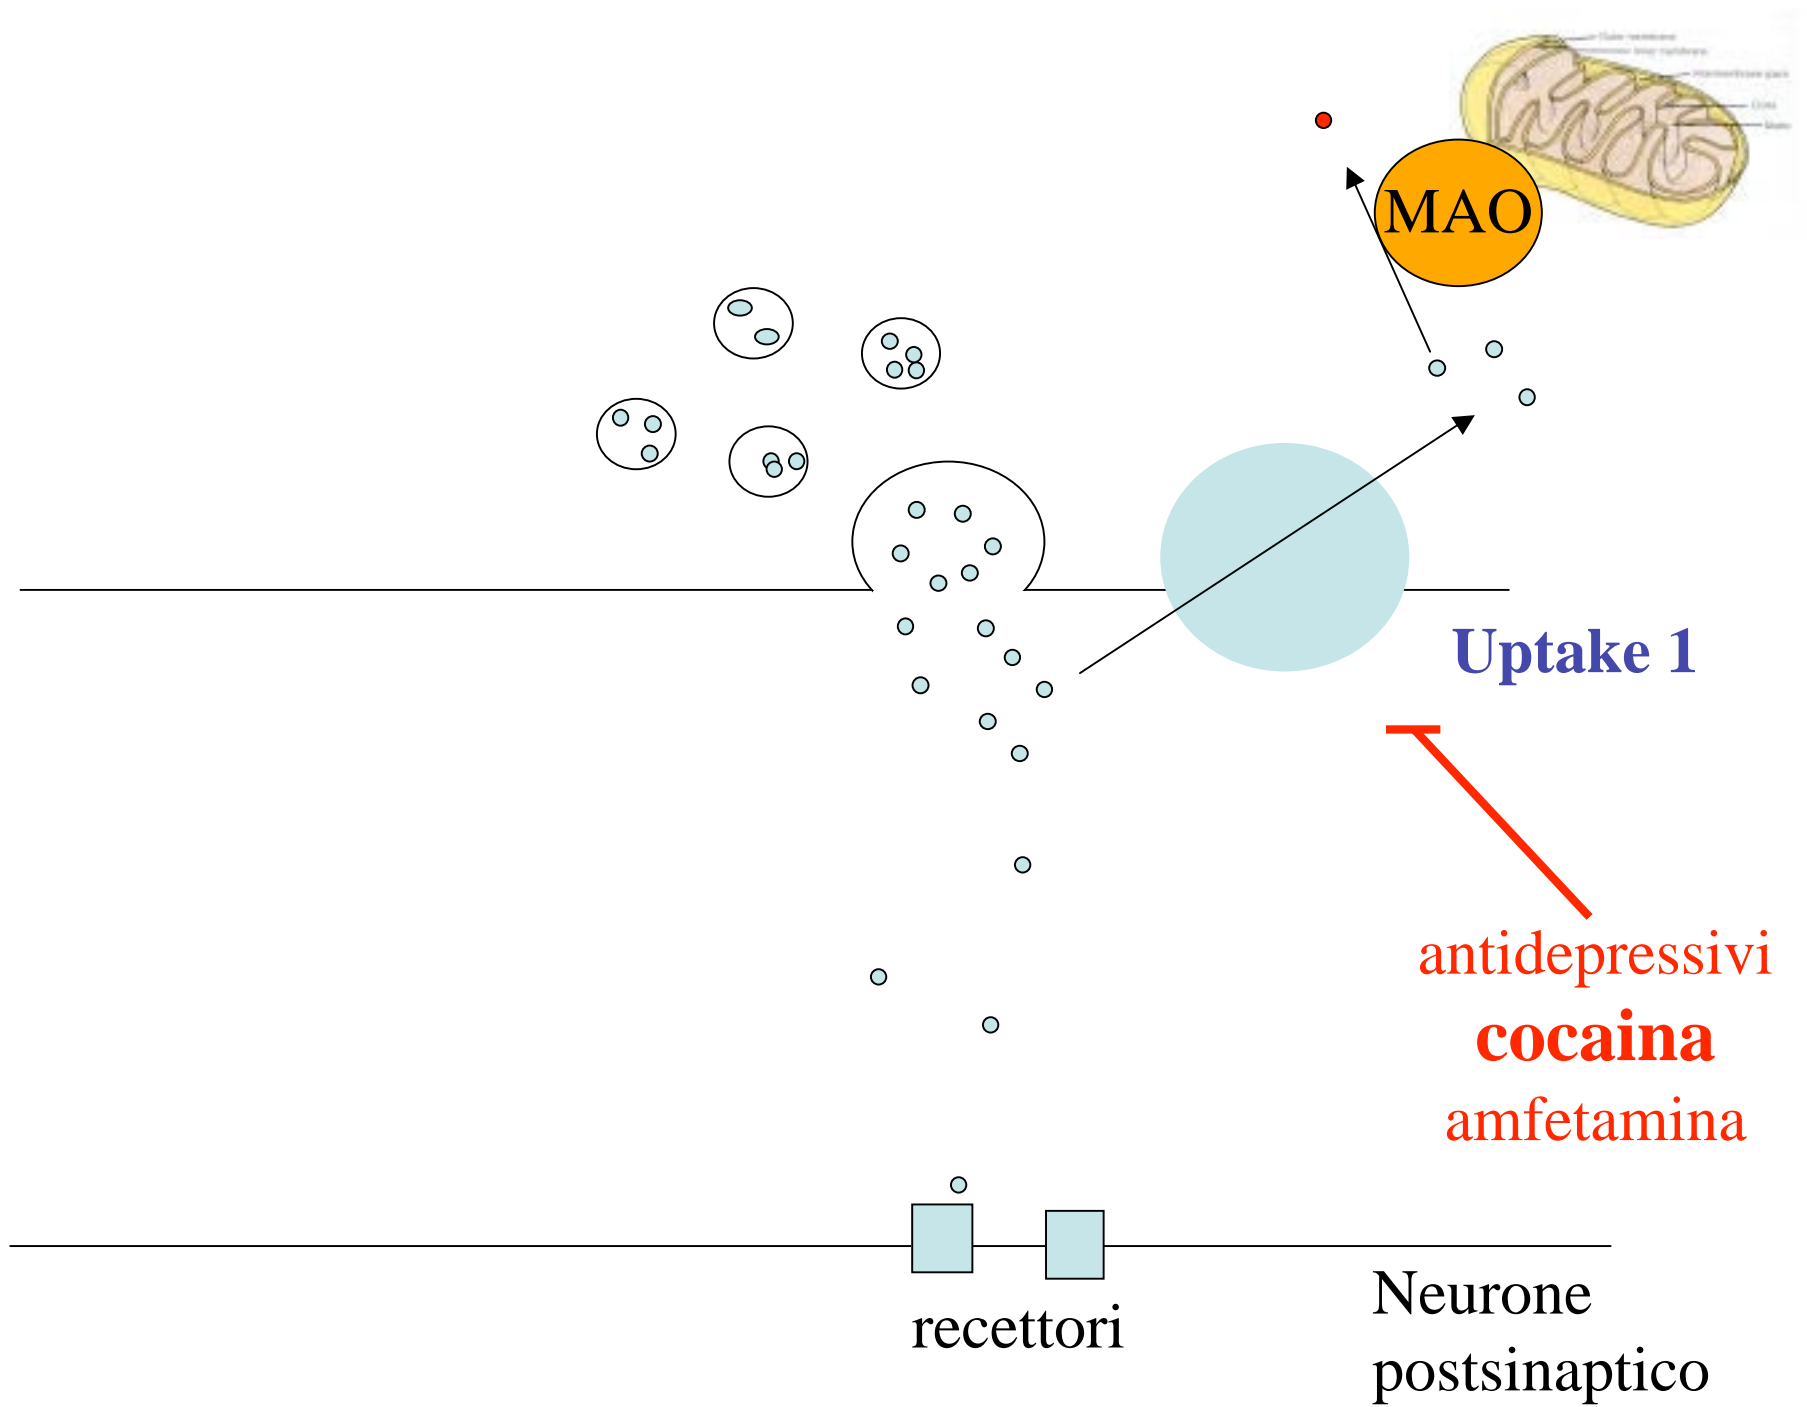 MAO
Uptake 1
antidepressivi
cocaina
amfetamina
recettori
Neurone
postsinaptico